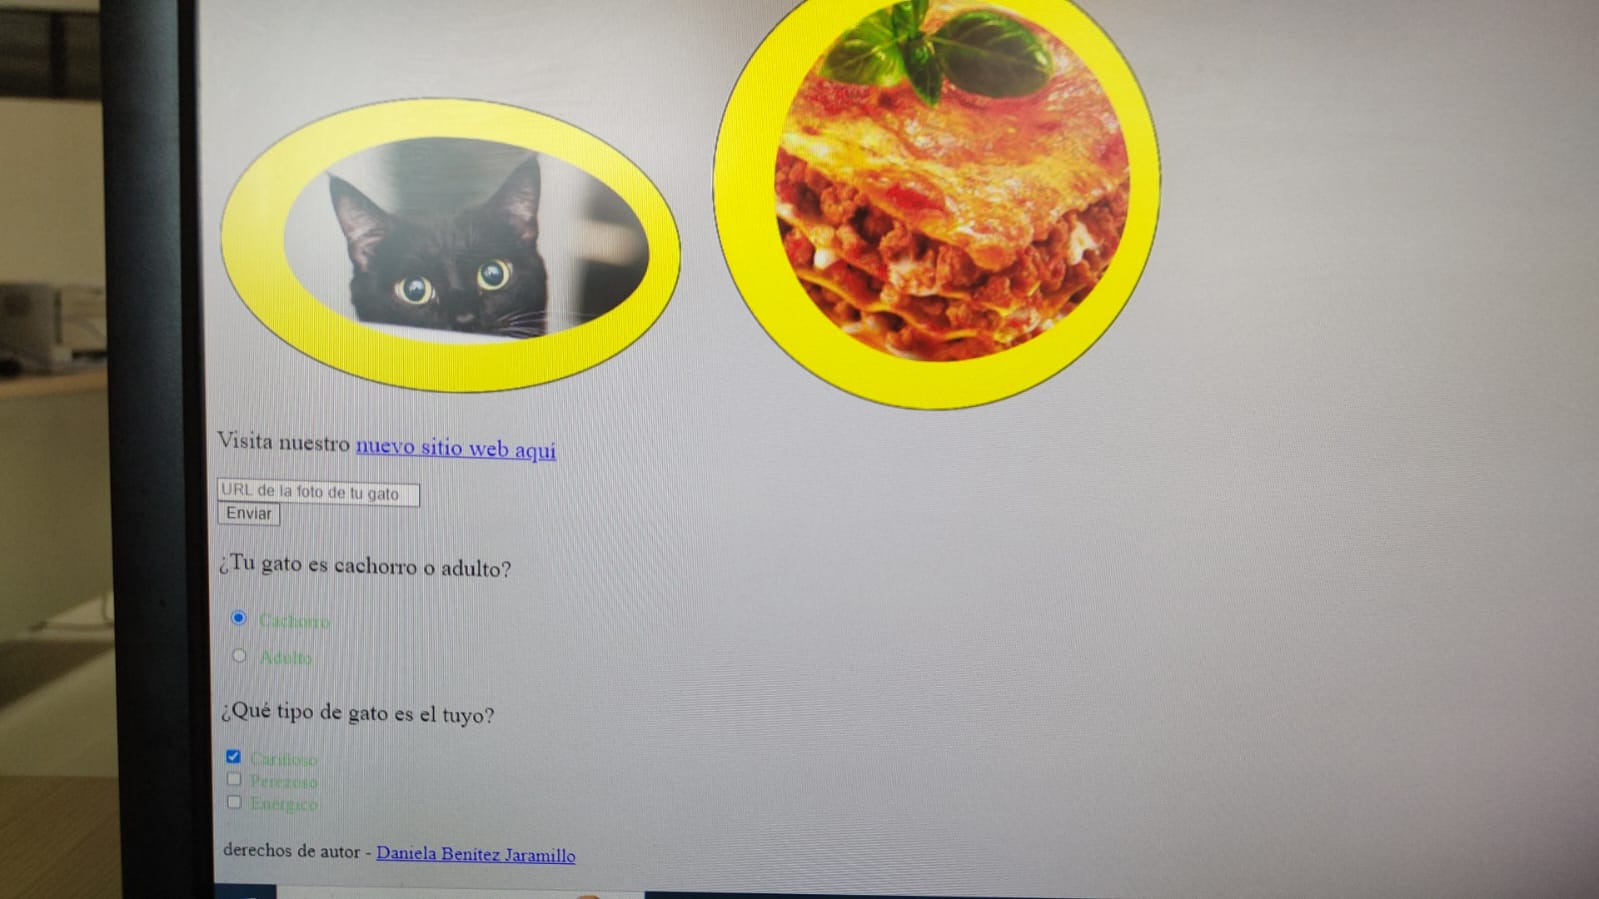 Visita nuestro nuevo sitio web aquí
URL de la foto de tu gato
Enviar
¿Tu gato es cachorro o adulto?
Cachorro
Adulto
¿Qué tipo de gato es el tuyo?
Cariñoso
Perezoso
Enérgico
derechos de autor - Daniela Benítez Jaramillo